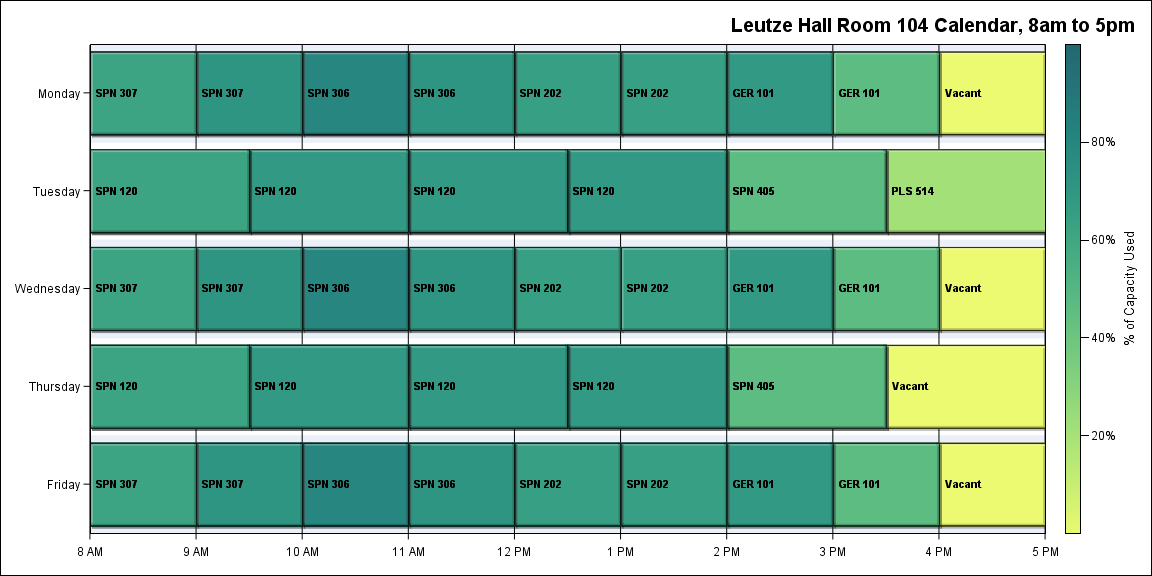 Leutze Hall Room 104 Calendar, 8am to 5pm
Monday
SPN 307
SPN 307
SPN 306
SPN 306
SPN 202
SPN 202
GER 101
GER 101
Vacant
Tuesday
SPN 120
SPN 120
SPN 120
SPN 120
SPN 405
PLS 514
Wednesday
SPN 307
SPN 307
SPN 306
SPN 306
SPN 202
SPN 202
GER 101
GER 101
Vacant
Thursday
SPN 120
SPN 120
SPN 120
SPN 120
SPN 405
Vacant
Friday
SPN 307
SPN 307
SPN 306
SPN 306
SPN 202
SPN 202
GER 101
GER 101
Vacant
8 AM
9 AM
10 AM
11 AM
12 PM
1 PM
2 PM
3 PM
4 PM
5 PM
80%
60%
40%
20%
% of Capacity Used